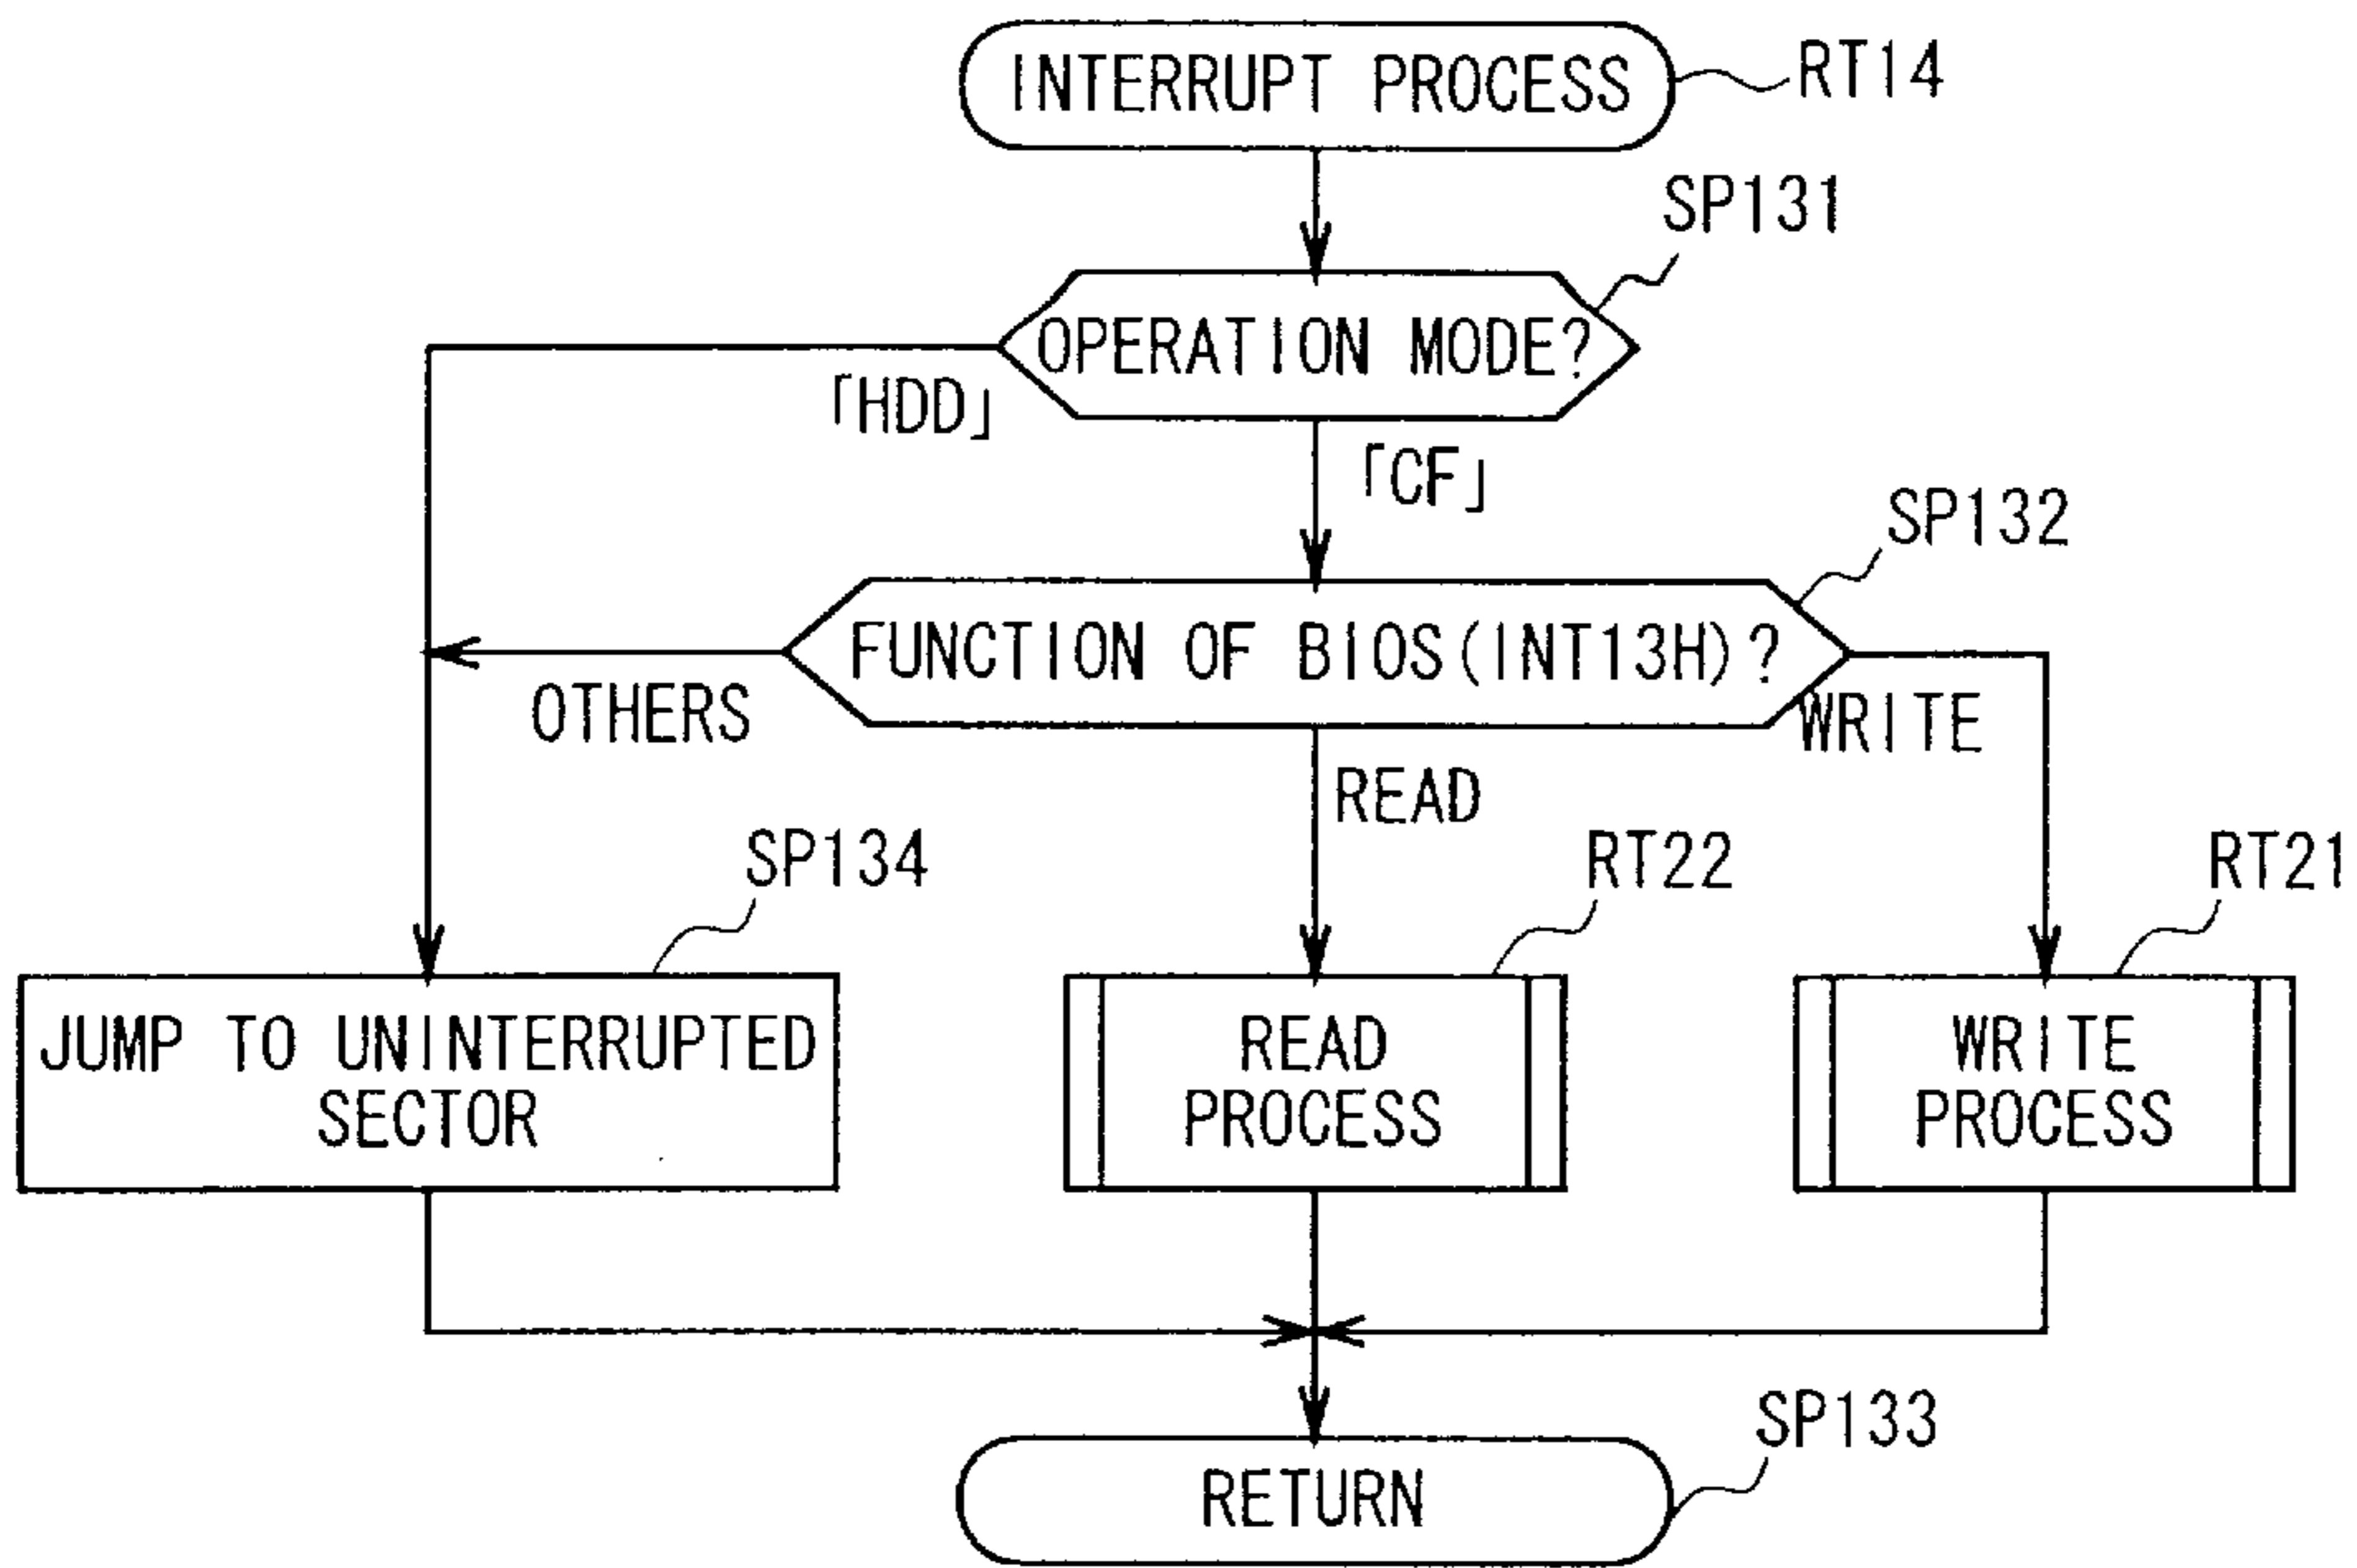 INTERRUPT PROCESS
RT14
SP131
OPERATION MODE?
「HDD」
「CF」
SP132
FUNCTION OF BIOS(INT13H)?
OTHERS
WRITE
READ
SP134
RT22
RT21
JUMP TO UNINTERRUPTED
SECTOR
READ
PROCESS
WRITE
PROCESS
SP133
RETURN